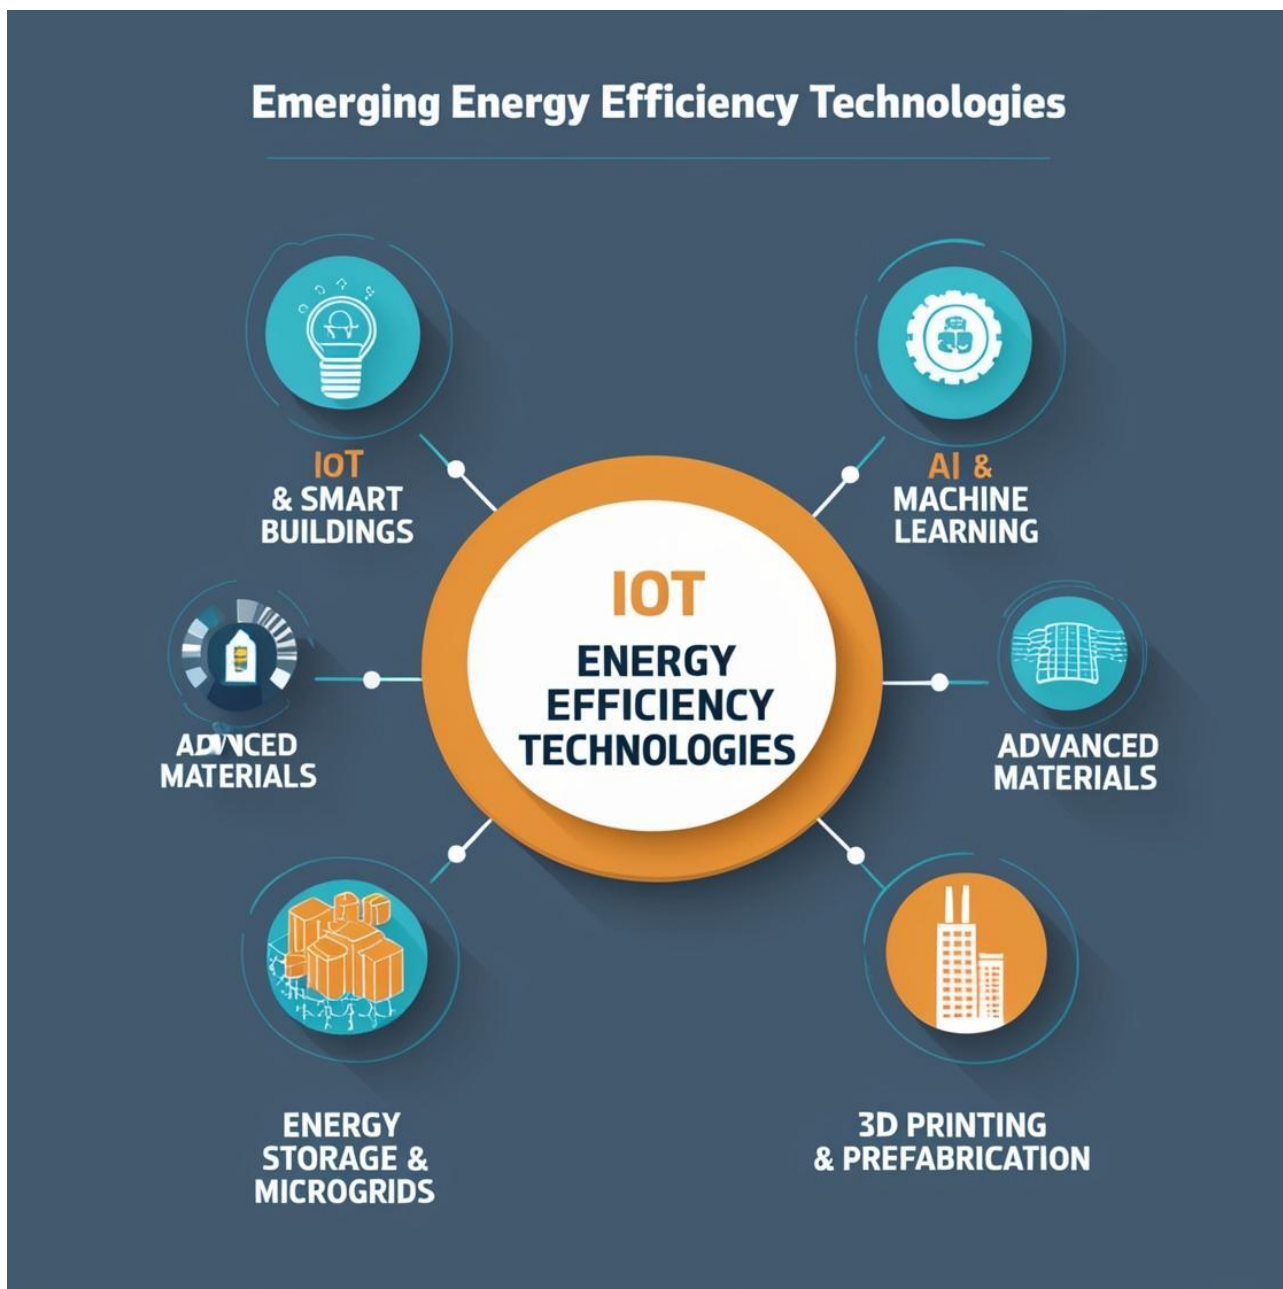 Emerging Energy Efficiency Technologies
IoT
& SMART
BUILDINGS
AI &
MACHINE
LEARNING
IOT
ENERGY
EFFICIENCY
TECHNOLOGIES
MATERIALS
ADVANCED
MATERIALS
ENERGY
STORAGE &
MICROGRIDS
3D PRINTING
& PREFABRICATION